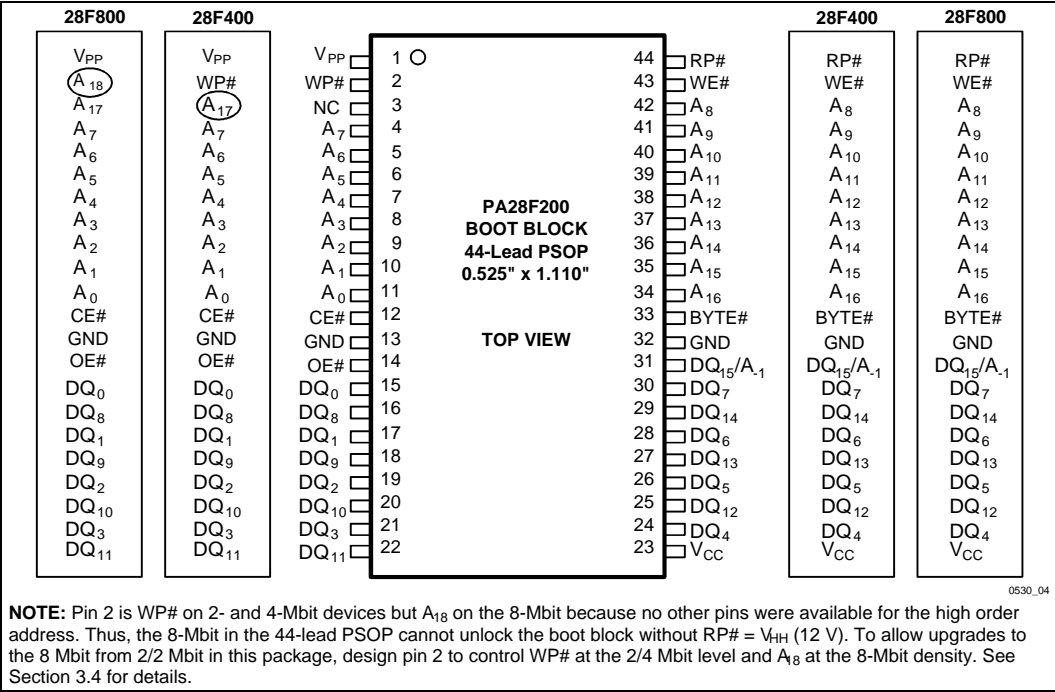 28F800 28F400 28F400 28F800
VPP VPP VPP 1 44 RP# RP# RP#
A18 WP# WP# 2 43 WE# WE# WE#
A17 A17 NC 3 42 A8 A8 A8
A7 A7 A7 4 41 A9 A9 A9
A6 A6 A6 5 40 A10 A10 A10
A5 A5 A5 6 39 A11 A11 A11
A4 A4 A4 7 38 A12 A12 A12
A3 A3 A3 8 37 A13 A13 A13
A2 A2 A2 9 36 A14 A14 A14
A1 A1 A1 10 35 A15 A15 A15
A0 A0 A0 11 34 A16 A16 A16
CE# CE# CE# 12 33 BYTE# BYTE# BYTE#
GND GND GND 13 32 GND GND GND
OE# OE# OE# 14 31 DQ15/A-1 DQ15/A-1 DQ15/A-1
DQ0 DQ0 DQ0 15 30 DQ7 DQ7 DQ7
DQ8 DQ8 DQ8 16 29 DQ14 DQ14 DQ14
DQ1 DQ1 DQ1 17 28 DQ6 DQ6 DQ6
DQ9 DQ9 DQ9 18 27 DQ13 DQ13 DQ13
DQ2 DQ2 DQ2 19 26 DQ5 DQ5 DQ5
DQ10 DQ10 DQ10 20 25 DQ12 DQ12 DQ12
DQ3 DQ3 DQ3 21 24 DQ4 DQ4 DQ4
DQ11 DQ11 DQ11 22 23 VCC VCC VCC
PA28F200
BOOT BLOCK
44-Lead PSOP
0.525" x 1.110"
TOP VIEW
0530_04
NOTE: Pin 2 is WP# on 2- and 4-Mbit devices but A18 on the 8-Mbit because no other pins were available for the high order
address. Thus, the 8-Mbit in the 44-lead PSOP cannot unlock the boot block without RP# = VHH (12 V). To allow upgrades to
the 8 Mbit from 2/2 Mbit in this package, design pin 2 to control WP# at the 2/4 Mbit level and A18 at the 8-Mbit density. See
Section 3.4 for details.